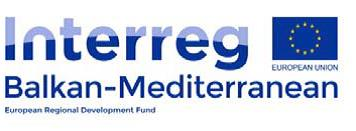 Interreg
EUROPEAN UNION
Balkan-Mediterranean
European Regional Development Fund